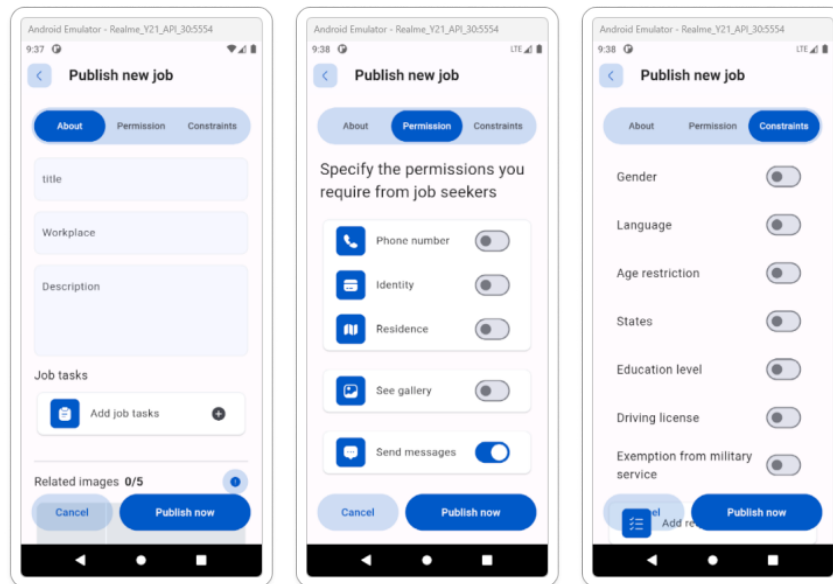 Android Emulator - Realme_Y21_API_30:5554
9:37
Publish new job
About Permission Constraints
title
Workplace
Description
Job tasks
Add job tasks
Related images 0/5
Cancel Publish now
Android Emulator - Realme_Y21_API_30:5554
9:38 LTE
Publish new job
About Permission Constraints
Specify the permissions you
require from job seekers
Phone number
Identity
Residence
See gallery
Send messages
Cancel Publish now
Android Emulator - Realme_Y21_API_30:5554
9:38 LTE
Publish new job
About Permission Constraints
Gender
Language
Age restriction
States
Education level
Driving license
Exemption from military
service
Publish now
Add